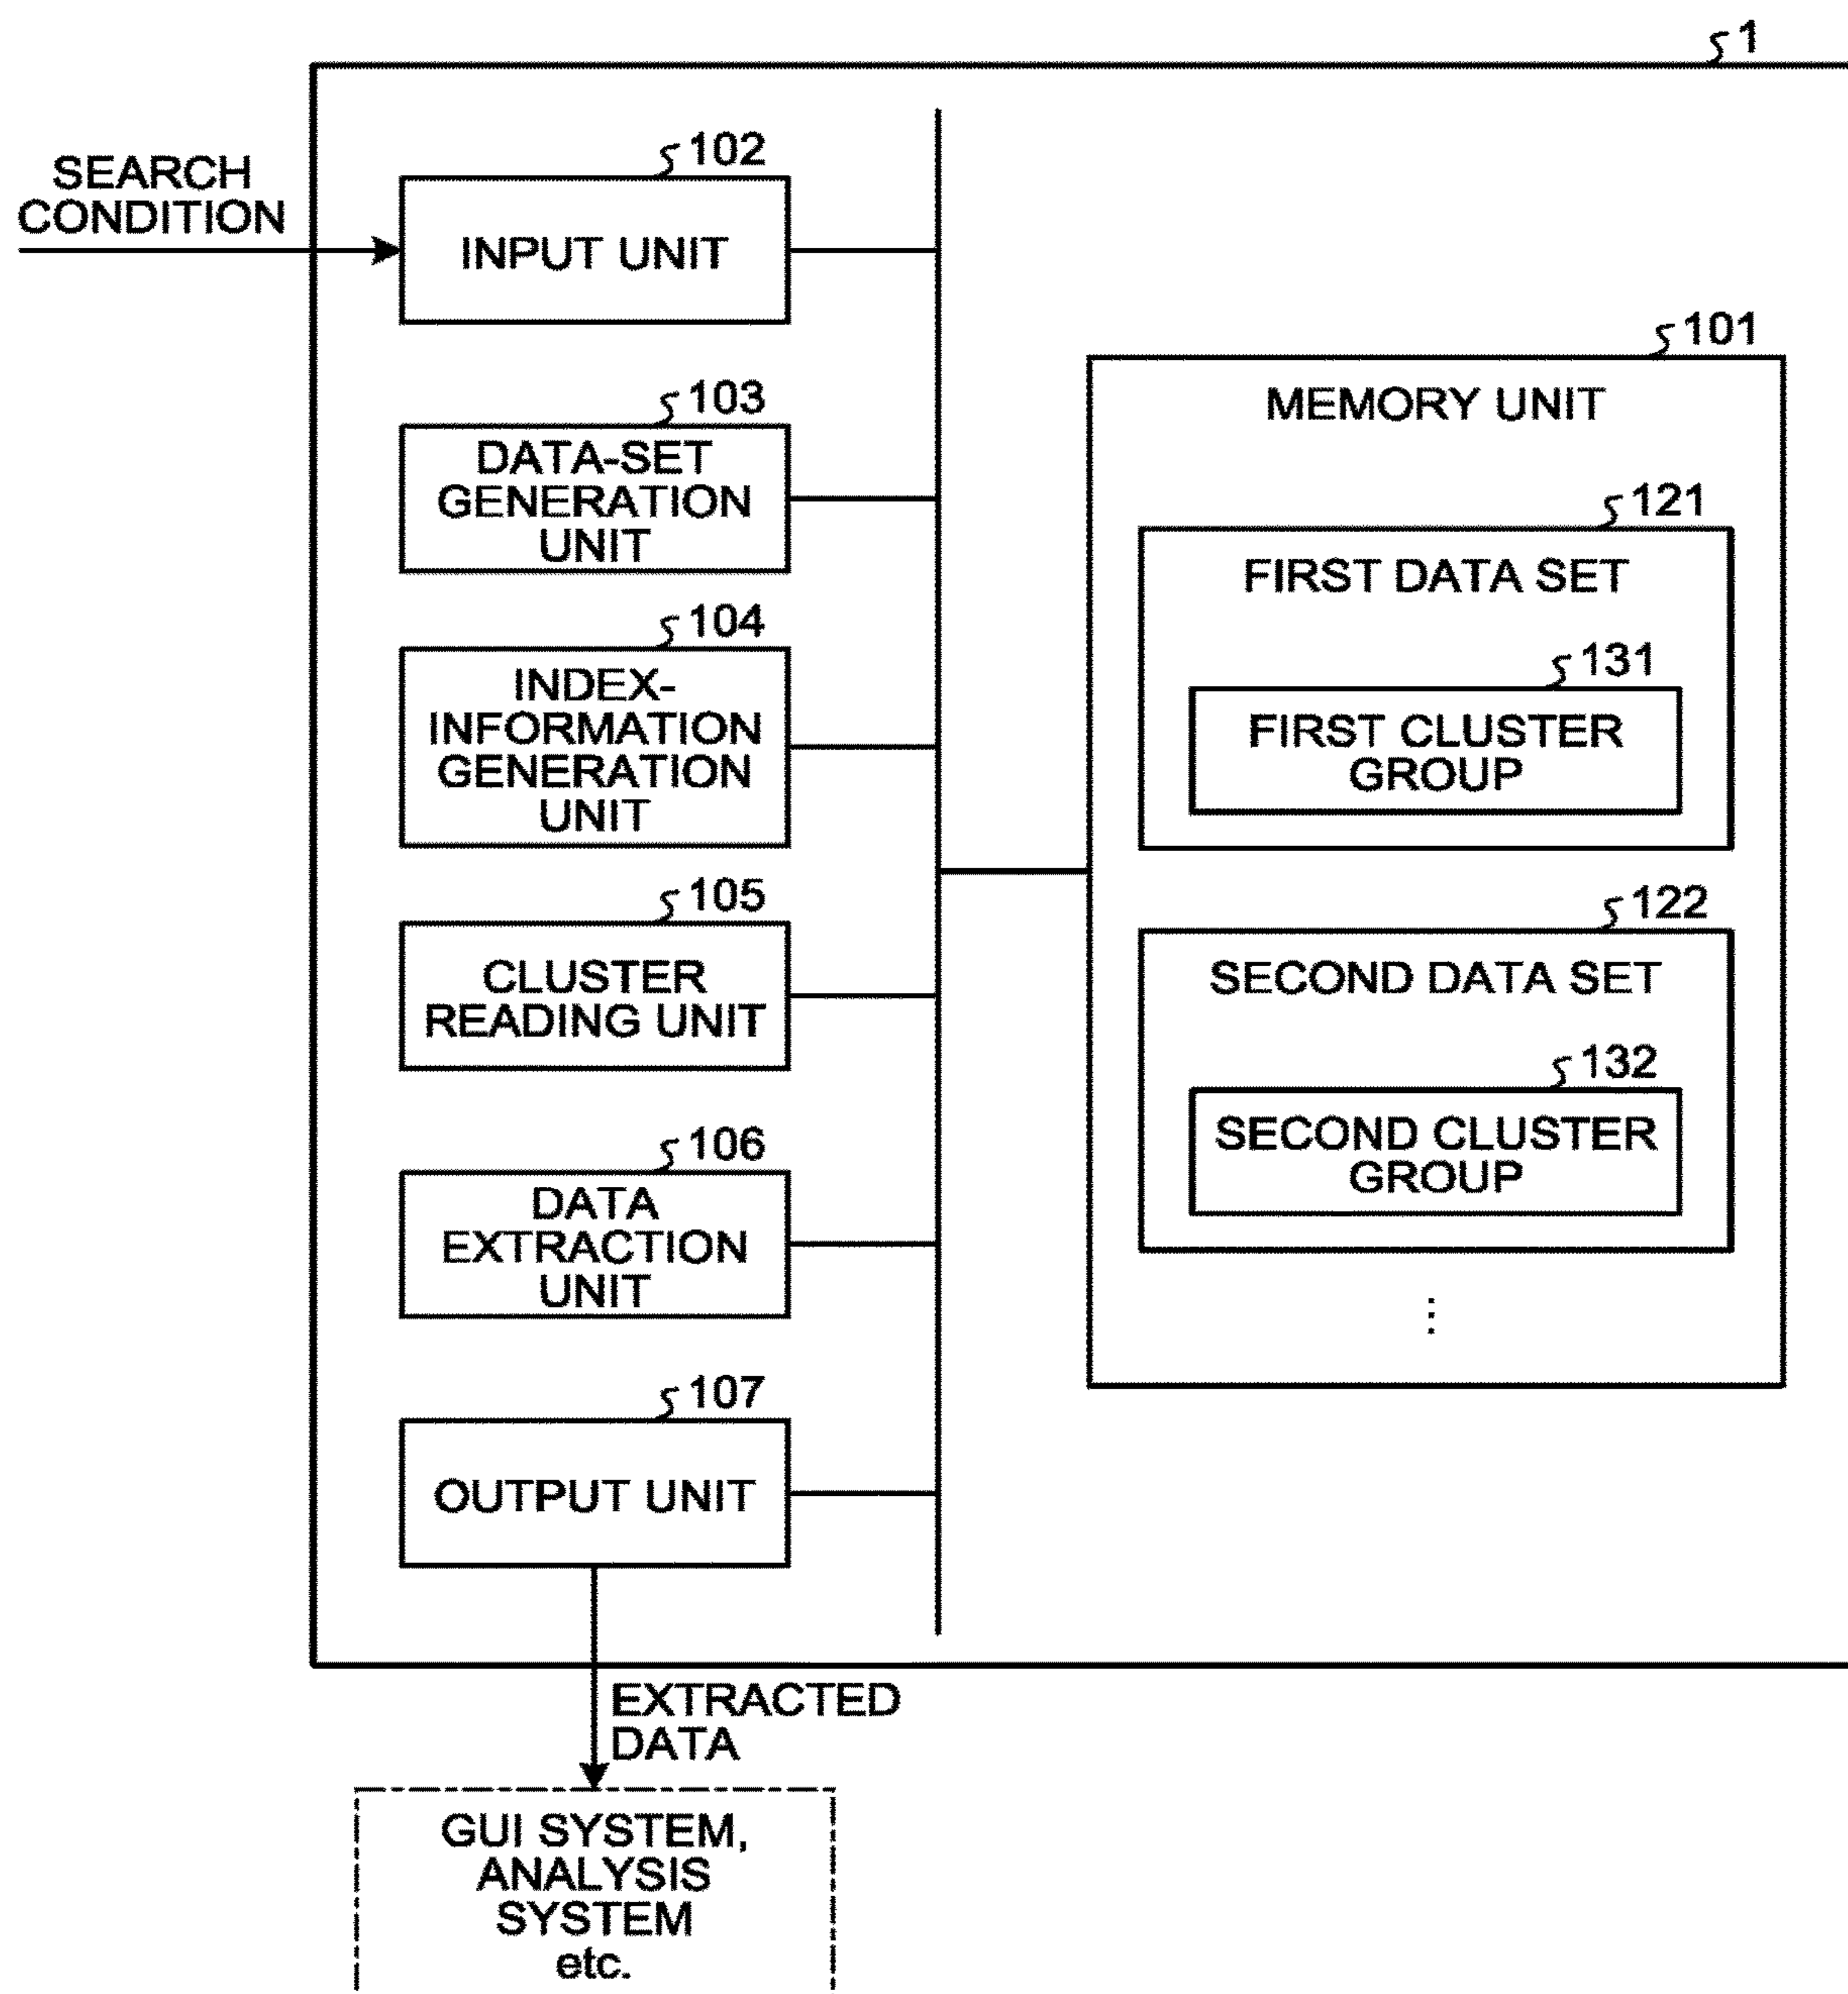 1
SEARCH
CONDITION
102
INPUT UNIT
103
DATA-SET
GENERATION
UNIT
104
INDEX-
INFORMATION
GENERATION
UNIT
105
CLUSTER
READING UNIT
106
DATA
EXTRACTION
UNIT
107
OUTPUT UNIT
101
MEMORY UNIT
121
FIRST DATA SET
131
FIRST CLUSTER
GROUP
122
SECOND DATA SET
132
SECOND CLUSTER
GROUP
⋮
EXTRACTED
DATA
GUI SYSTEM,
ANALYSIS
SYSTEM
etc.